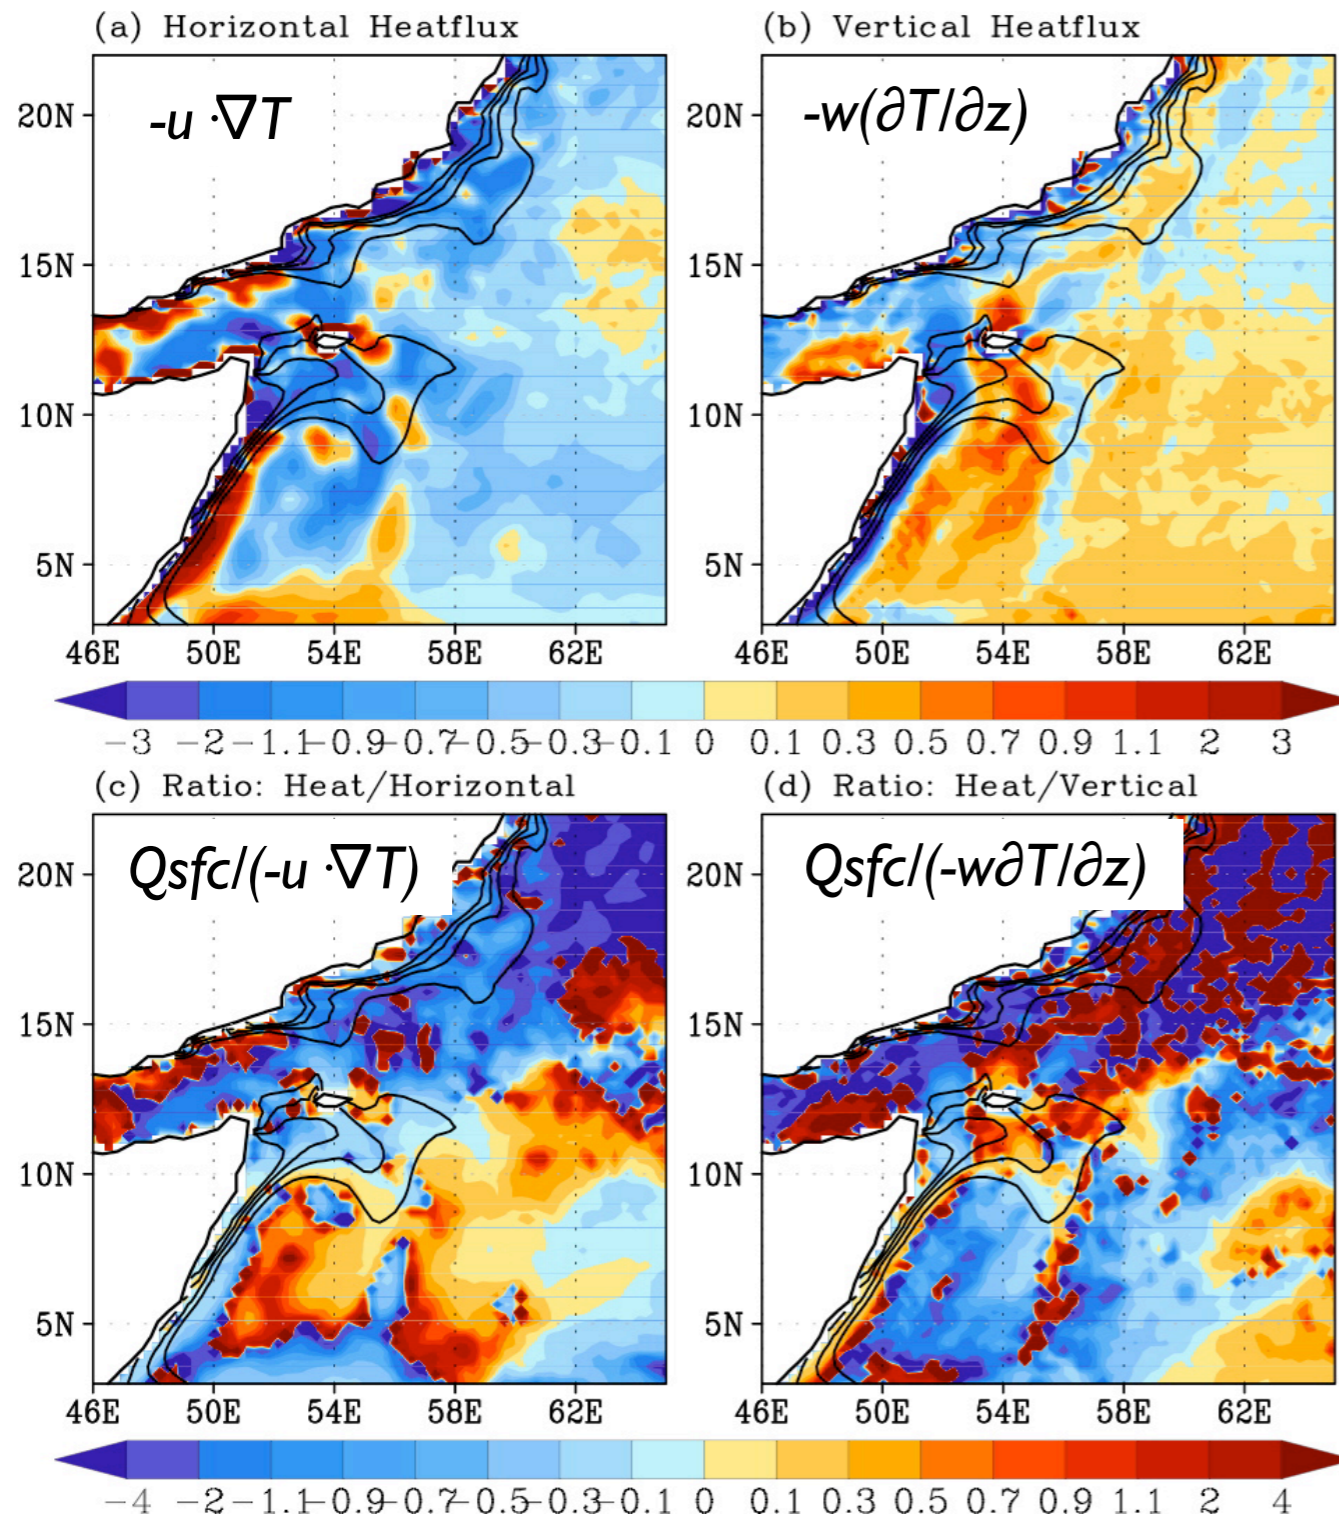 (a) Horizontal Heatflux
(b) Vertical Heatflux
-u ·∇T
-w(∂T/∂z)
20N
15N
10N
5N
46E 50E 54E 58E 62E
20N
15N
10N
5N
46E 50E 54E 58E 62E
-3 -2 -1.1 -0.9 -0.7 -0.5 -0.3 -0.1 0 0.1 0.3 0.5 0.7 0.9 1.1 2 3
(c) Ratio: Heat/Horizontal
(d) Ratio: Heat/Vertical
Qsfc/(-u ·∇T)
Qsfc/(-w∂T/∂z)
20N
15N
10N
5N
46E 50E 54E 58E 62E
20N
15N
10N
5N
46E 50E 54E 58E 62E
-4 -2 -1.1 -0.9 -0.7 -0.5 -0.3 -0.1 0 0.1 0.3 0.5 0.7 0.9 1.1 2 4